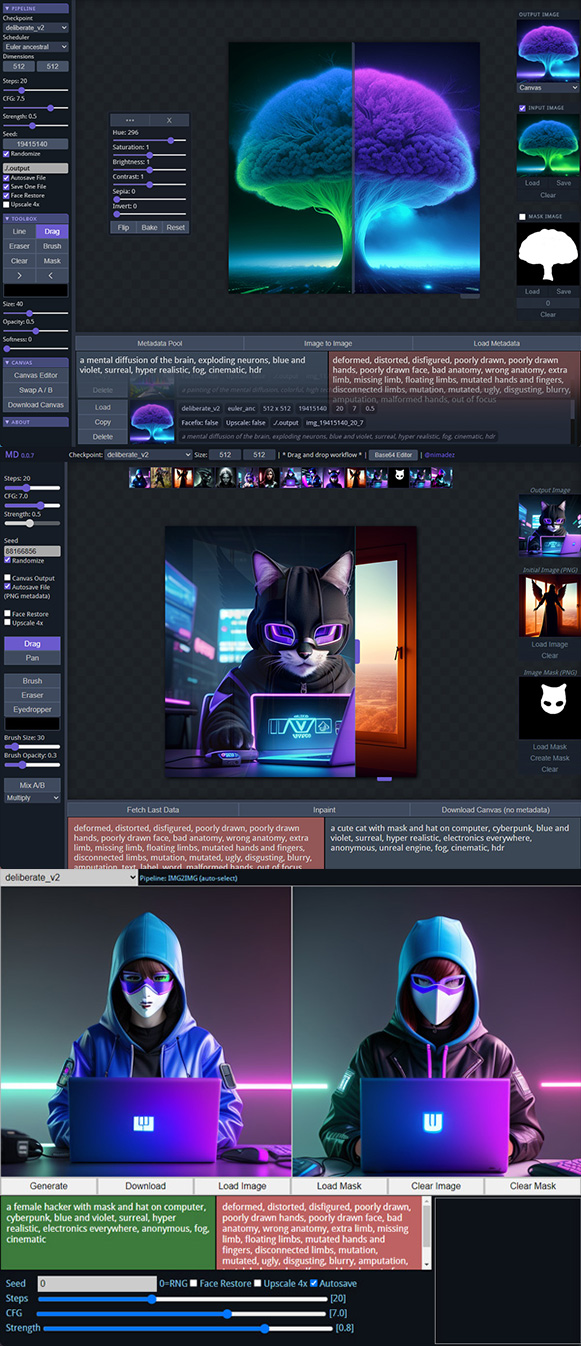 ▼ PIPELINE
Checkpoint
deliberate_v2
Scheduler
Euler ancestral
Dimensions
512 512
Steps: 20
CFG: 7.5
Strength: 0.5
Seed:
19415140
Randomize
./.output
Autosave File
Save One File
Face Restore
Upscale 4x
▼ TOOLBOX
Line Drag
Eraser Brush
Clear Mask
Size: 40
Opacity: 0.5
Softness: 0
▼ CANVAS
Canvas Editor
Swap A / B
Download Canvas
▼ ABOUT
••• X
Hue: 296
Saturation: 1
Brightness: 1
Contrast: 1
Sepia: 0
Invert: 0
Flip Bake Reset
OUTPUT IMAGE
Canvas
INPUT IMAGE
Load Save
Clear
MASK IMAGE
Load Save
0
Clear
Metadata Pool Image to Image Load Metadata
a mental diffusion of the brain, exploding neurons, blue and
violet, surreal, hyper realistic, fog, cinematic, hdr
deformed, distorted, disfigured, poorly drawn, poorly drawn
hands, poorly drawn face, bad anatomy, wrong anatomy, extra
limb, missing limb, floating limbs, mutated hands and fingers,
disconnected limbs, mutation, mutated, ugly, disgusting, blurry,
amputation, malformed hands, out of focus
Delete
Load deliberate_v2 euler_anc 512 x 512 19415140 20 7 0.5
Copy Facefix: false Upscale: false ./.output img_19415140_20_7
Delete a mental diffusion of the brain, exploding neurons, blue and violet, surreal, hyper realistic, fog, cinematic, hdr
MD 0.0.7 Checkpoint: deliberate_v2 Size: 512 512 | * Drag and drop workflow * | Base64 Editor | @nimadez
Steps: 20
CFG: 7.0
Strength: 0.5
Seed
88166856
Randomize
Canvas Output
Autosave File
(PNG metadata)
Face Restore
Upscale 4x
Drag
Pan
Brush
Eraser
Eyedropper
Brush Size: 30
Brush Opacity: 0.3
Mix A/B
Multiply
Output Image
Initial Image (PNG)
Load Image
Clear
Image Mask (PNG)
Load Mask
Create Mask
Clear
Fetch Last Data Inpaint Download Canvas (no metadata)
deformed, distorted, disfigured, poorly drawn, poorly drawn
hands, poorly drawn face, bad anatomy, wrong anatomy, extra
limb, missing limb, floating limbs, mutated hands and fingers,
disconnected limbs, mutation, mutated, ugly, disgusting, blurry,
amputation, text, label, word, malformed hands, out of focus
a cute cat with mask and hat on computer, cyberpunk, blue and
violet, surreal, hyper realistic, electronics everywhere,
anonymous, unreal engine, fog, cinematic, hdr
deliberate_v2 Pipeline: IMG2IMG (auto-select)
Generate Download Load Image Load Mask Clear Image Clear Mask
a female hacker with mask and hat on computer,
cyberpunk, blue and violet, surreal, hyper
realistic, electronics everywhere, anonymous, fog,
cinematic
deformed, distorted, disfigured, poorly drawn,
poorly drawn hands, poorly drawn face, bad
anatomy, wrong anatomy, extra limb, missing
limb, floating limbs, mutated hands and
fingers, disconnected limbs, mutation,
mutated, ugly, disgusting, blurry, amputation,
Seed 0 0=RNG Face Restore Upscale 4x Autosave
Steps [20]
CFG [7.0]
Strength [0.8]